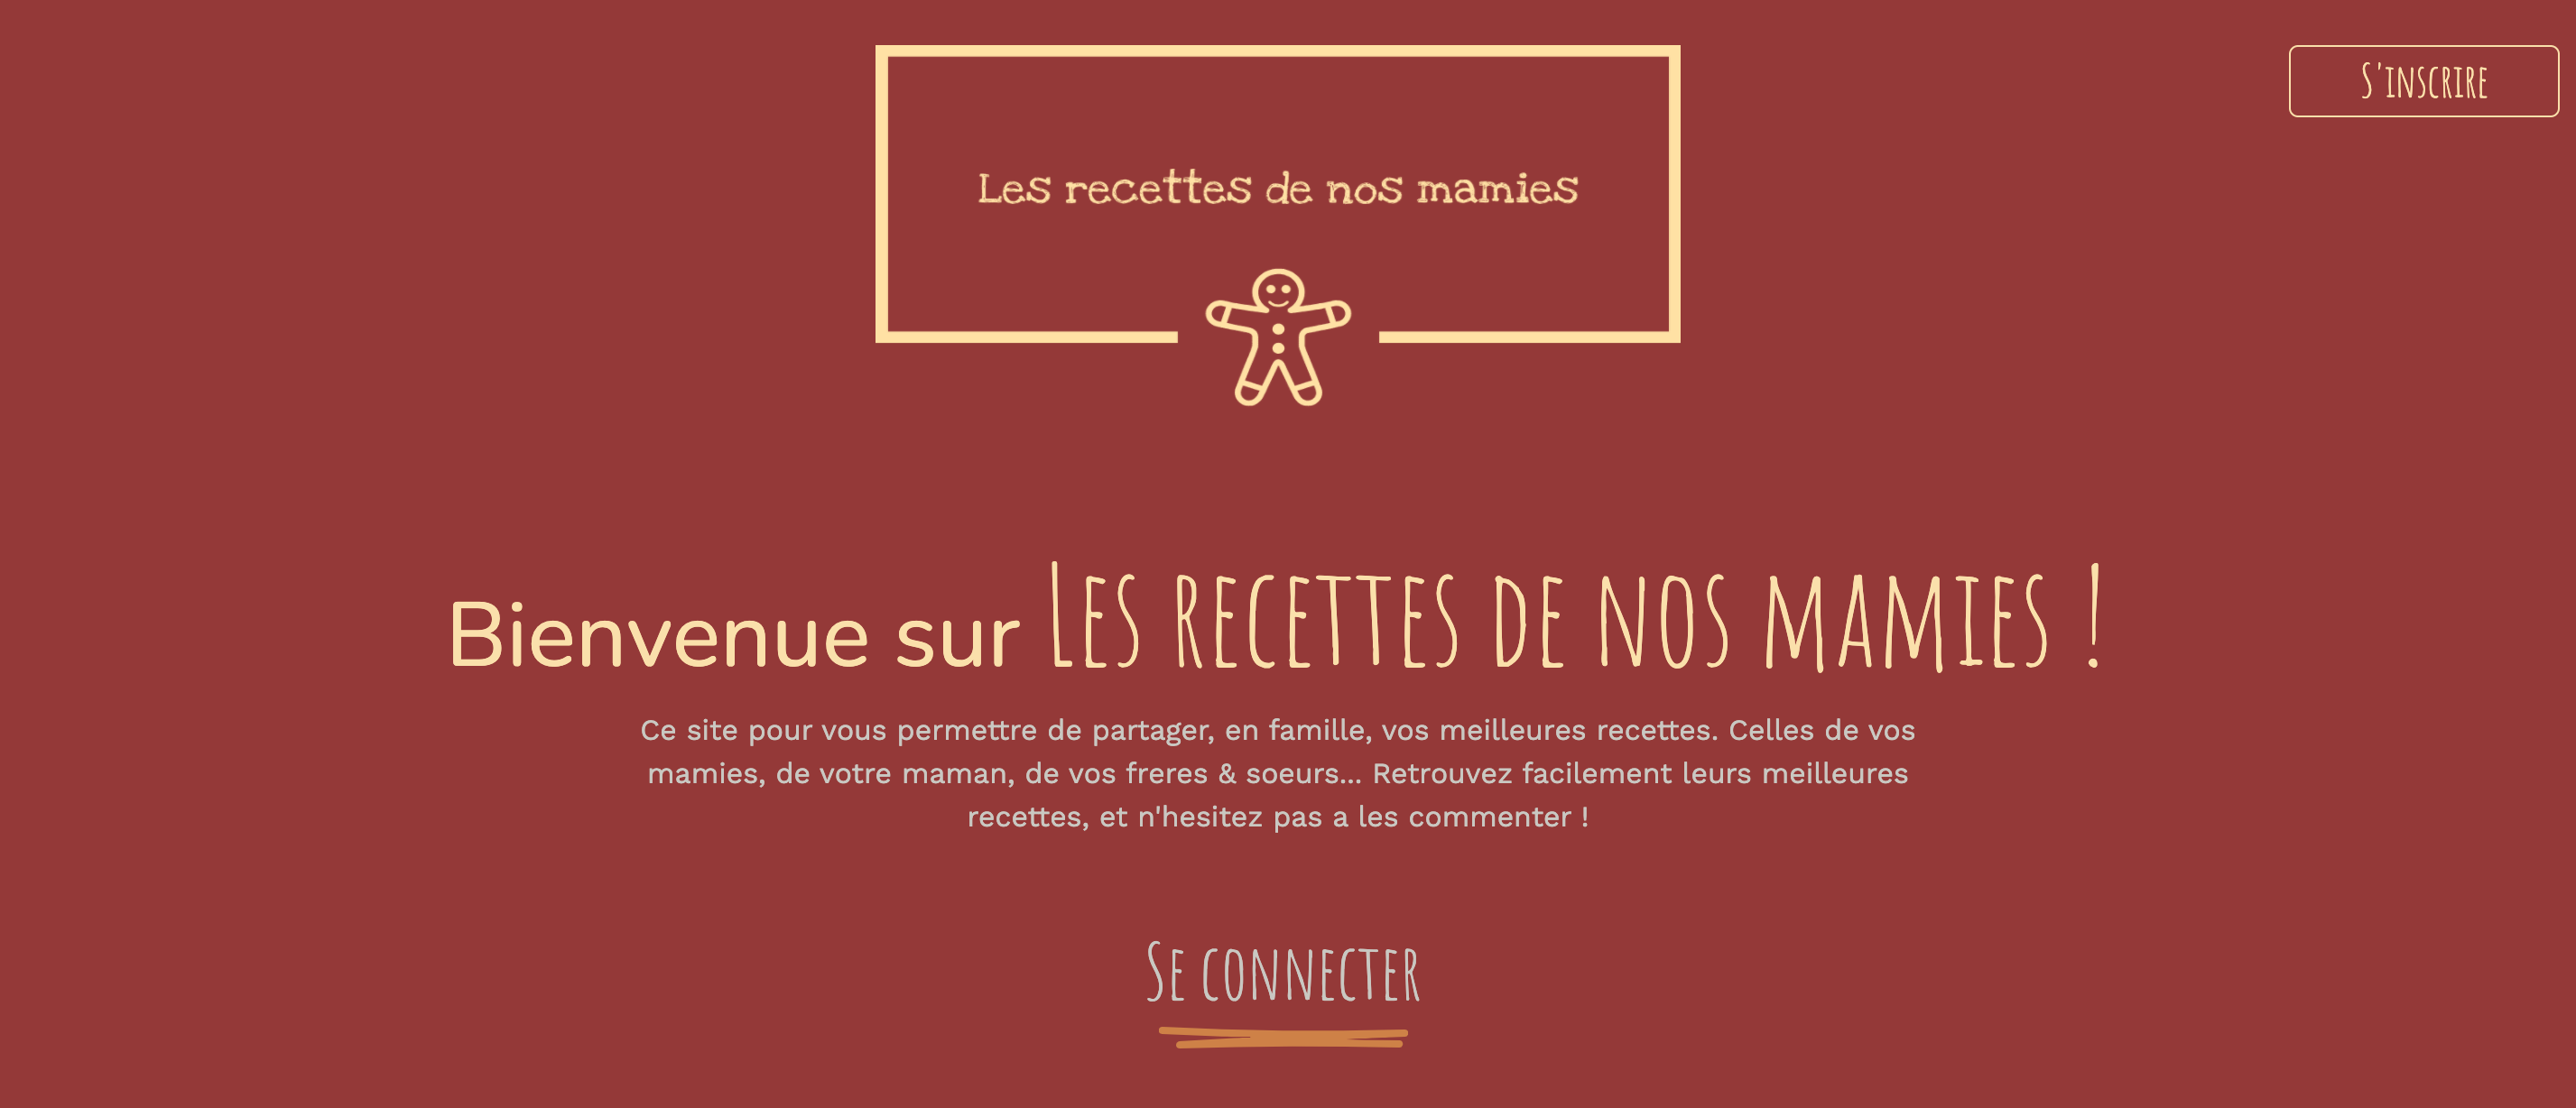 S'inscrire
Les recettes de nos mamies
Bienvenue sur Les recettes de nos mamies !
Ce site pour vous permettre de partager, en famille, vos meilleures recettes. Celles de vos
mamies, de votre maman, de vos freres & soeurs... Retrouvez facilement leurs meilleures
recettes, et n'hesitez pas a les commenter !
Se connecter